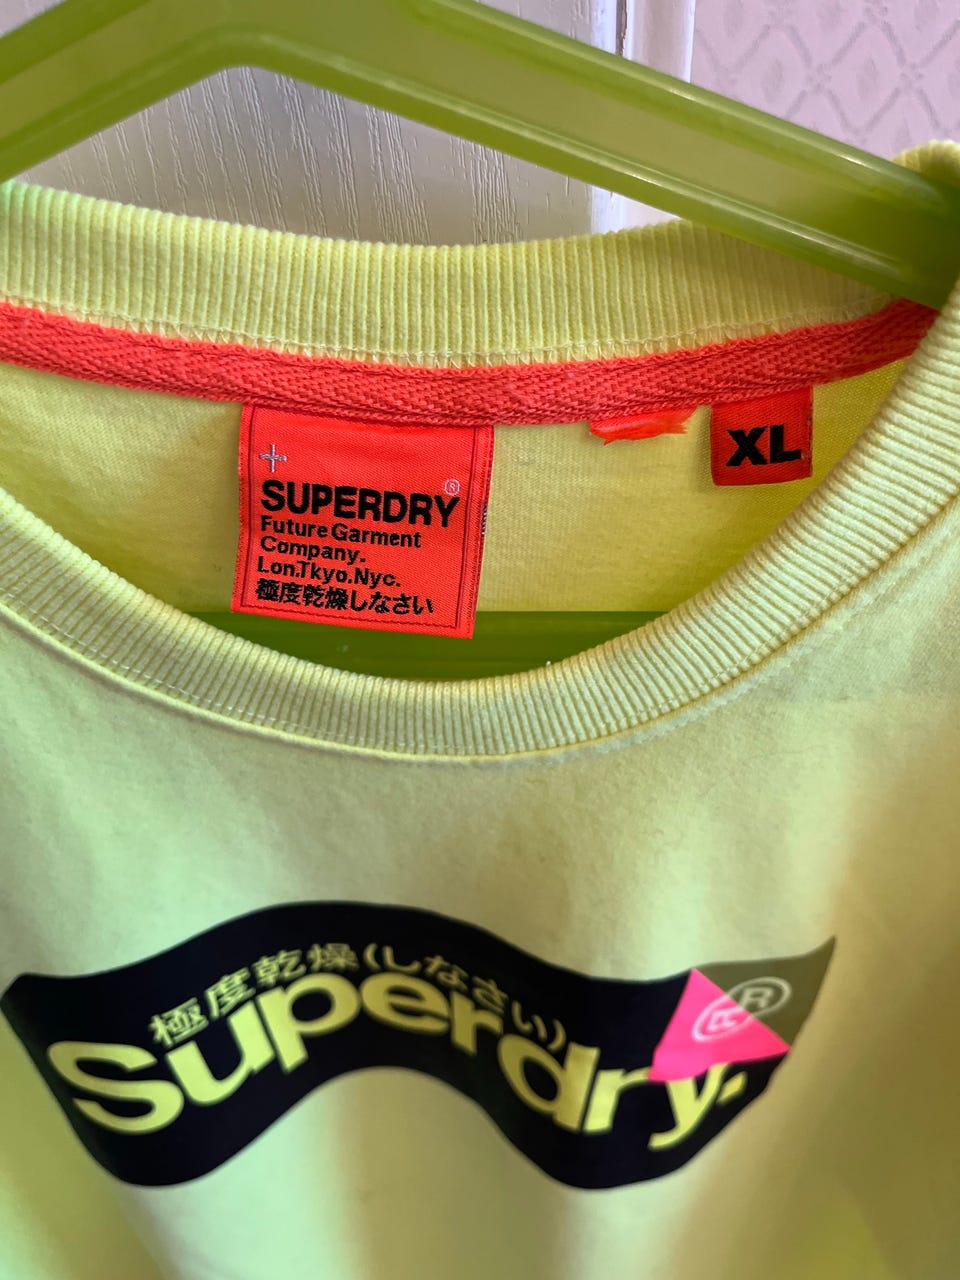 SUPERDRY®
Future Garment
Company.
Lon.Tkyo.Nyc.
極度乾燥しなさい
XL
極度乾燥(しなさい)
Superdry.
®